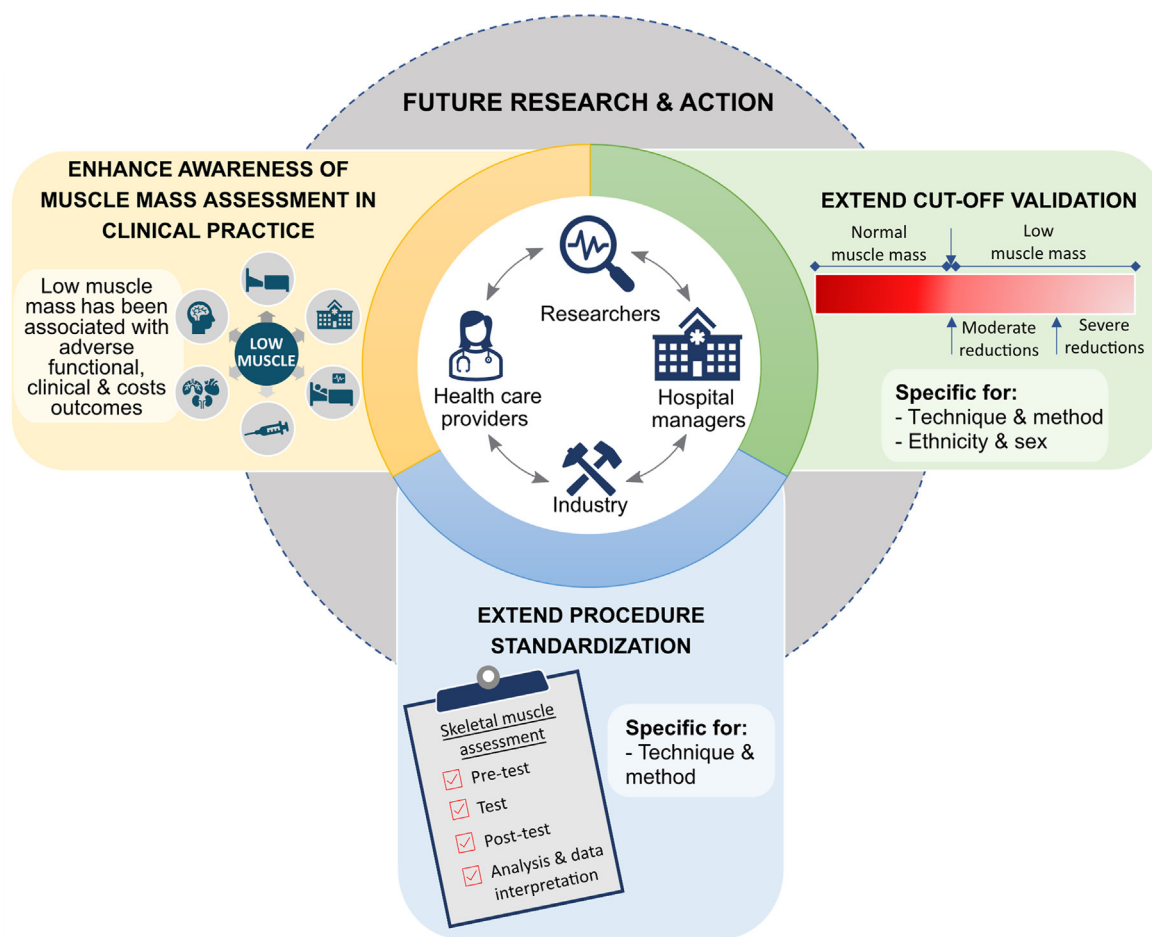 FUTURE RESEARCH & ACTION
ENHANCE AWARENESS OF
MUSCLE MASS ASSESSMENT IN
CLINICAL PRACTICE
Low muscle
mass has been
associated with
adverse
functional,
clinical & costs
outcomes
LOW
MUSCLE
Researchers
Health care
providers
Hospital
managers
Industry
EXTEND CUT-OFF VALIDATION
Normal
muscle mass
Low
muscle mass
Moderate
reductions
Severe
reductions
Specific for:
- Technique & method
- Ethnicity & sex
EXTEND PROCEDURE
STANDARDIZATION
Skeletal muscle
assessment
Pre-test
Test
Post-test
Analysis & data
interpretation
Specific for:
- Technique &
method